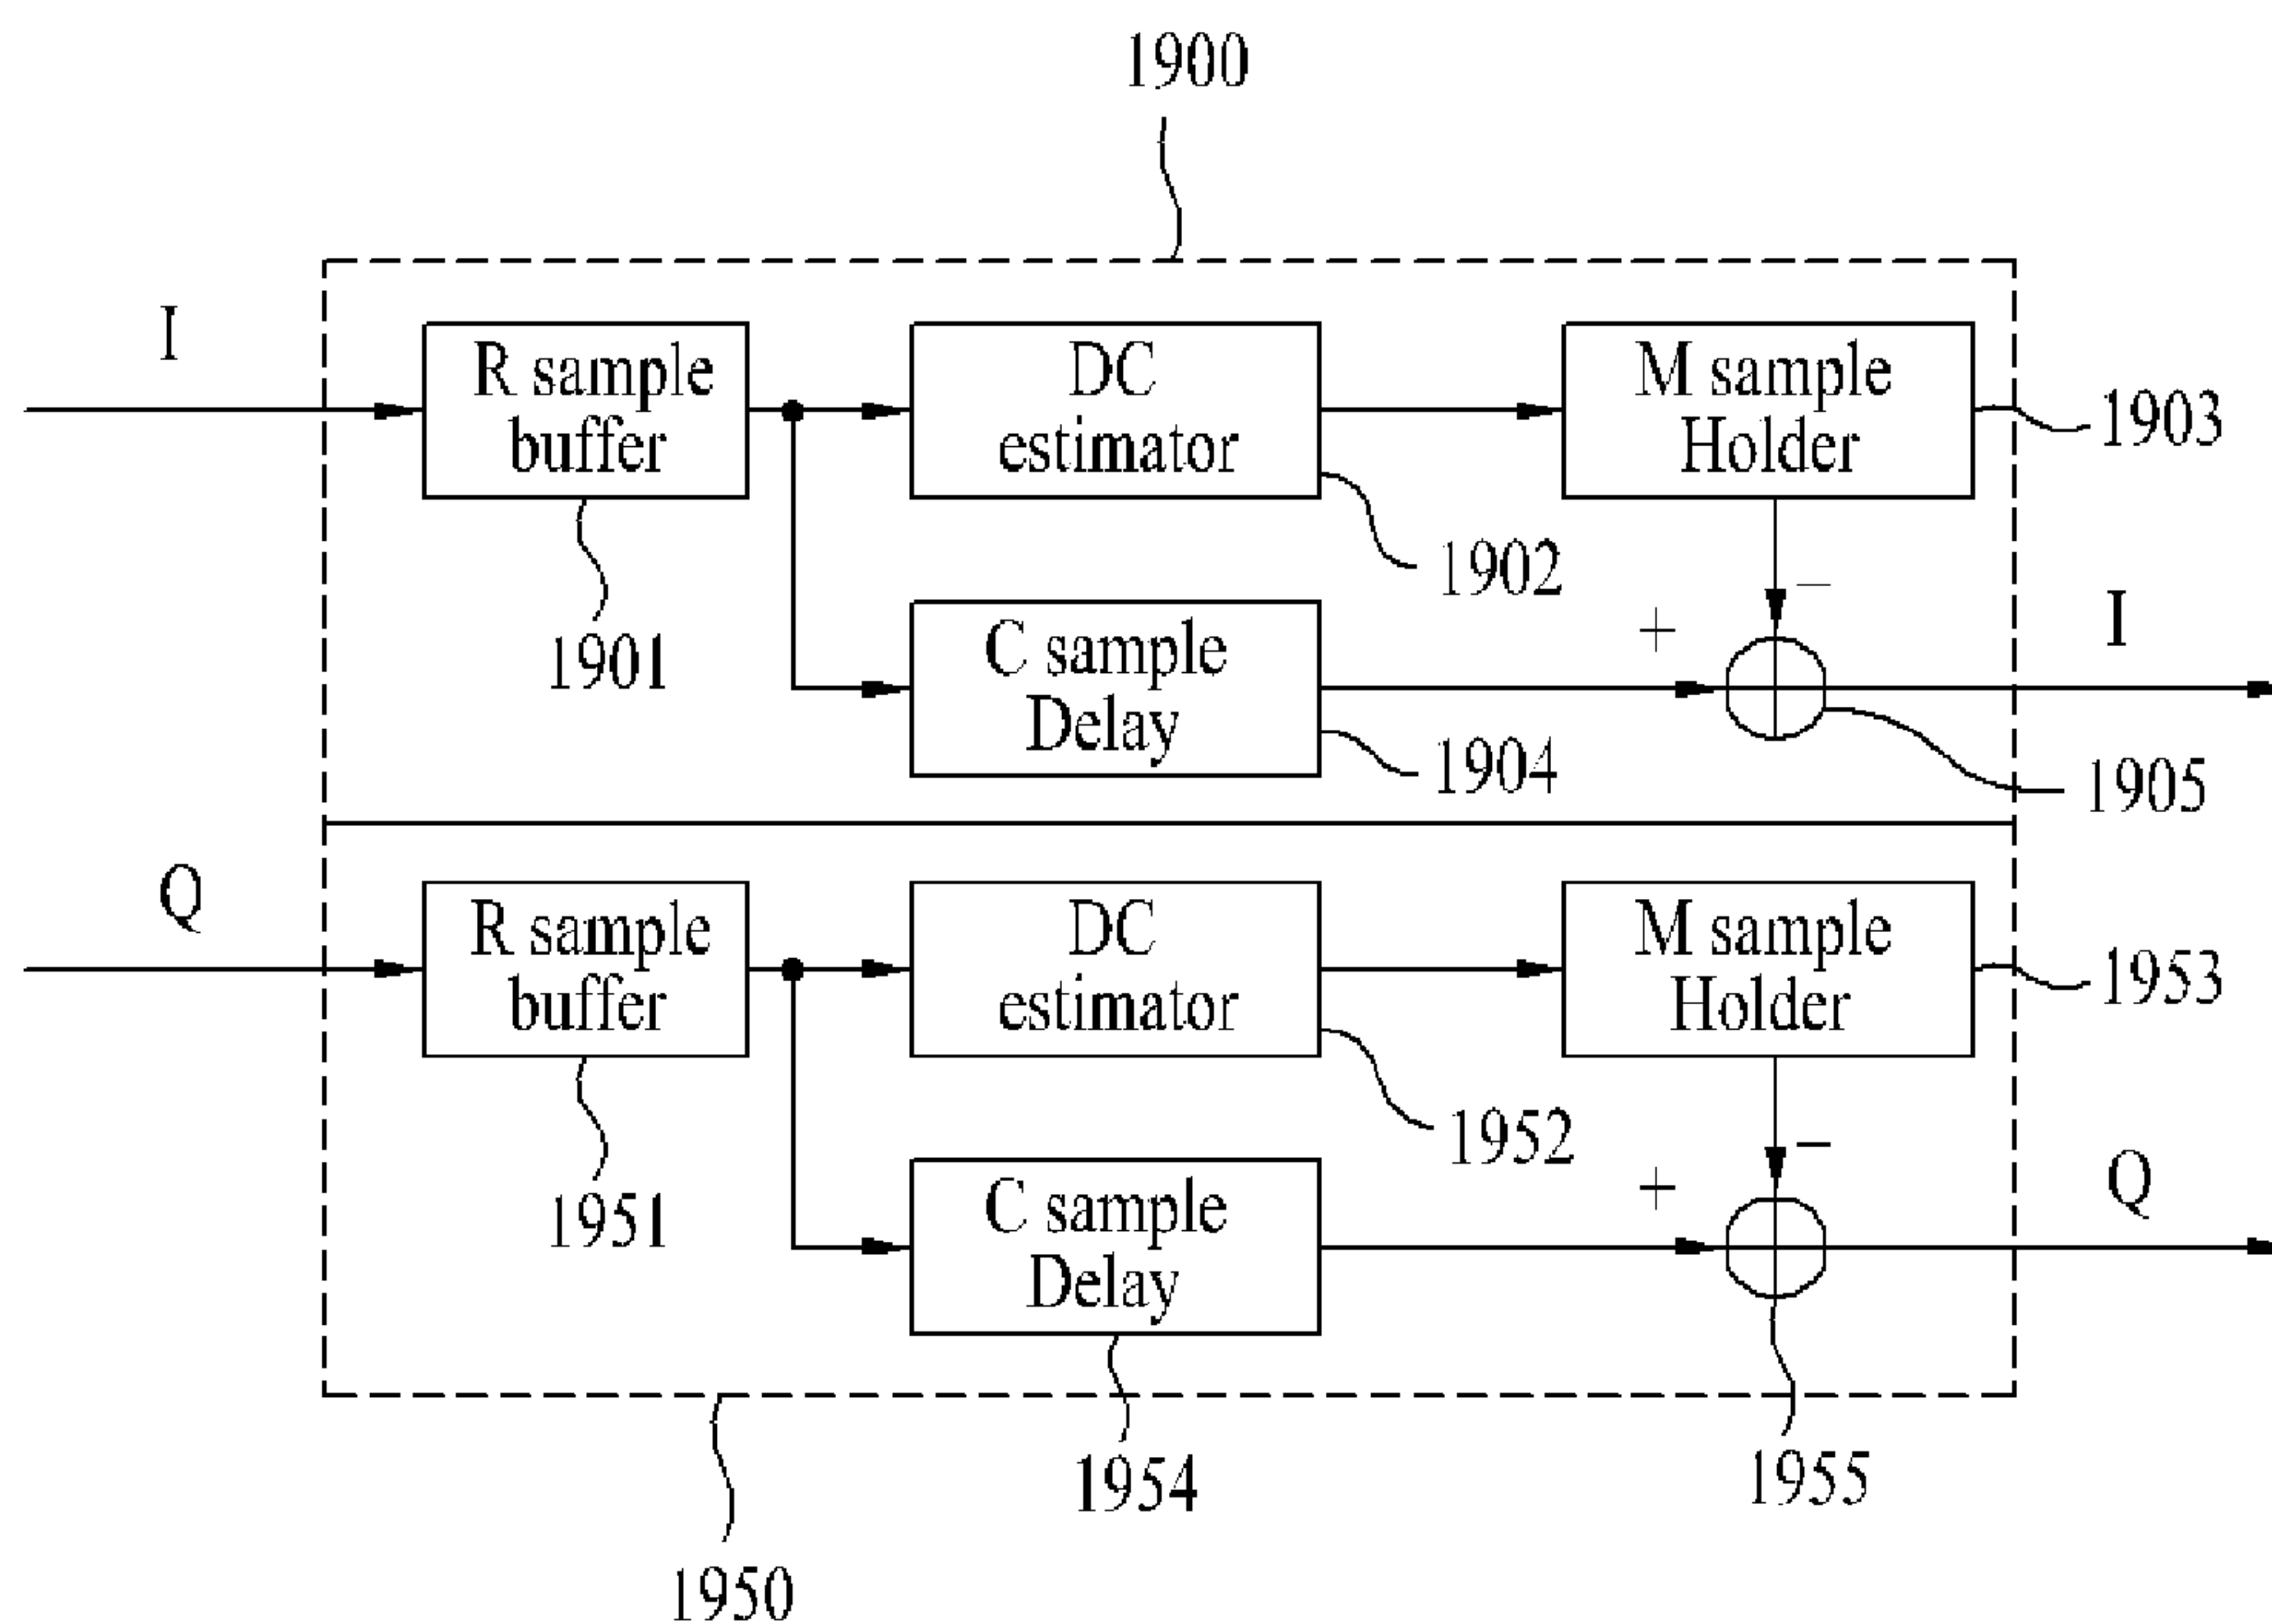 1900
I
R sample
buffer
DC
estimator
M sample
Holder
1903
1902
1901
C sample
Delay
−
+
I
1904
1905
Q
R sample
buffer
DC
estimator
M sample
Holder
1953
1952
1951
C sample
Delay
−
+
Q
1954
1955
1950